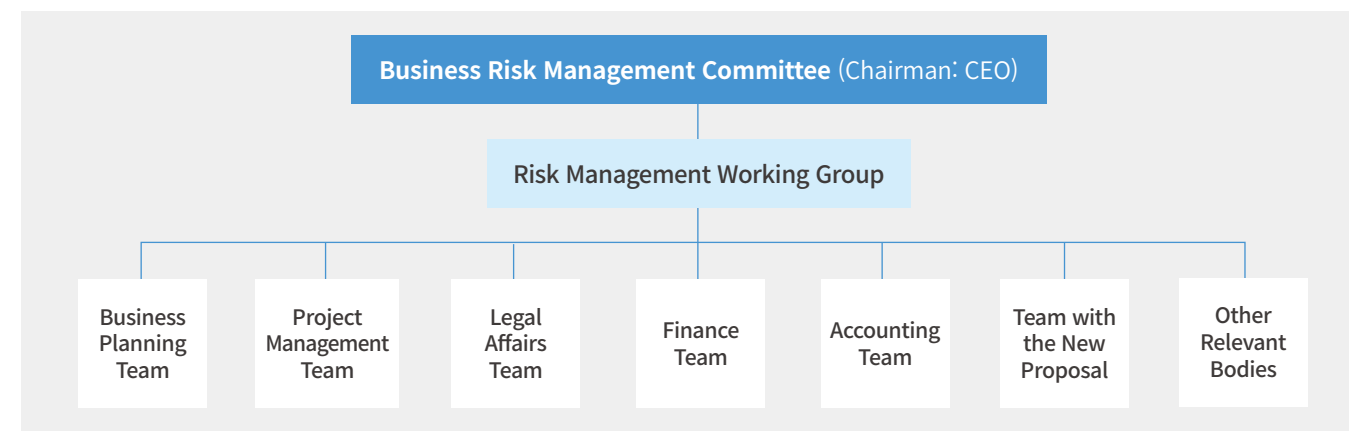 Business Risk Management Committee (Chairman: CEO)
Risk Management Working Group
Business
Planning
Team
Project
Management
Team
Legal
Affairs
Team
Finance
Team
Accounting
Team
Team with
the New
Proposal
Other
Relevant
Bodies